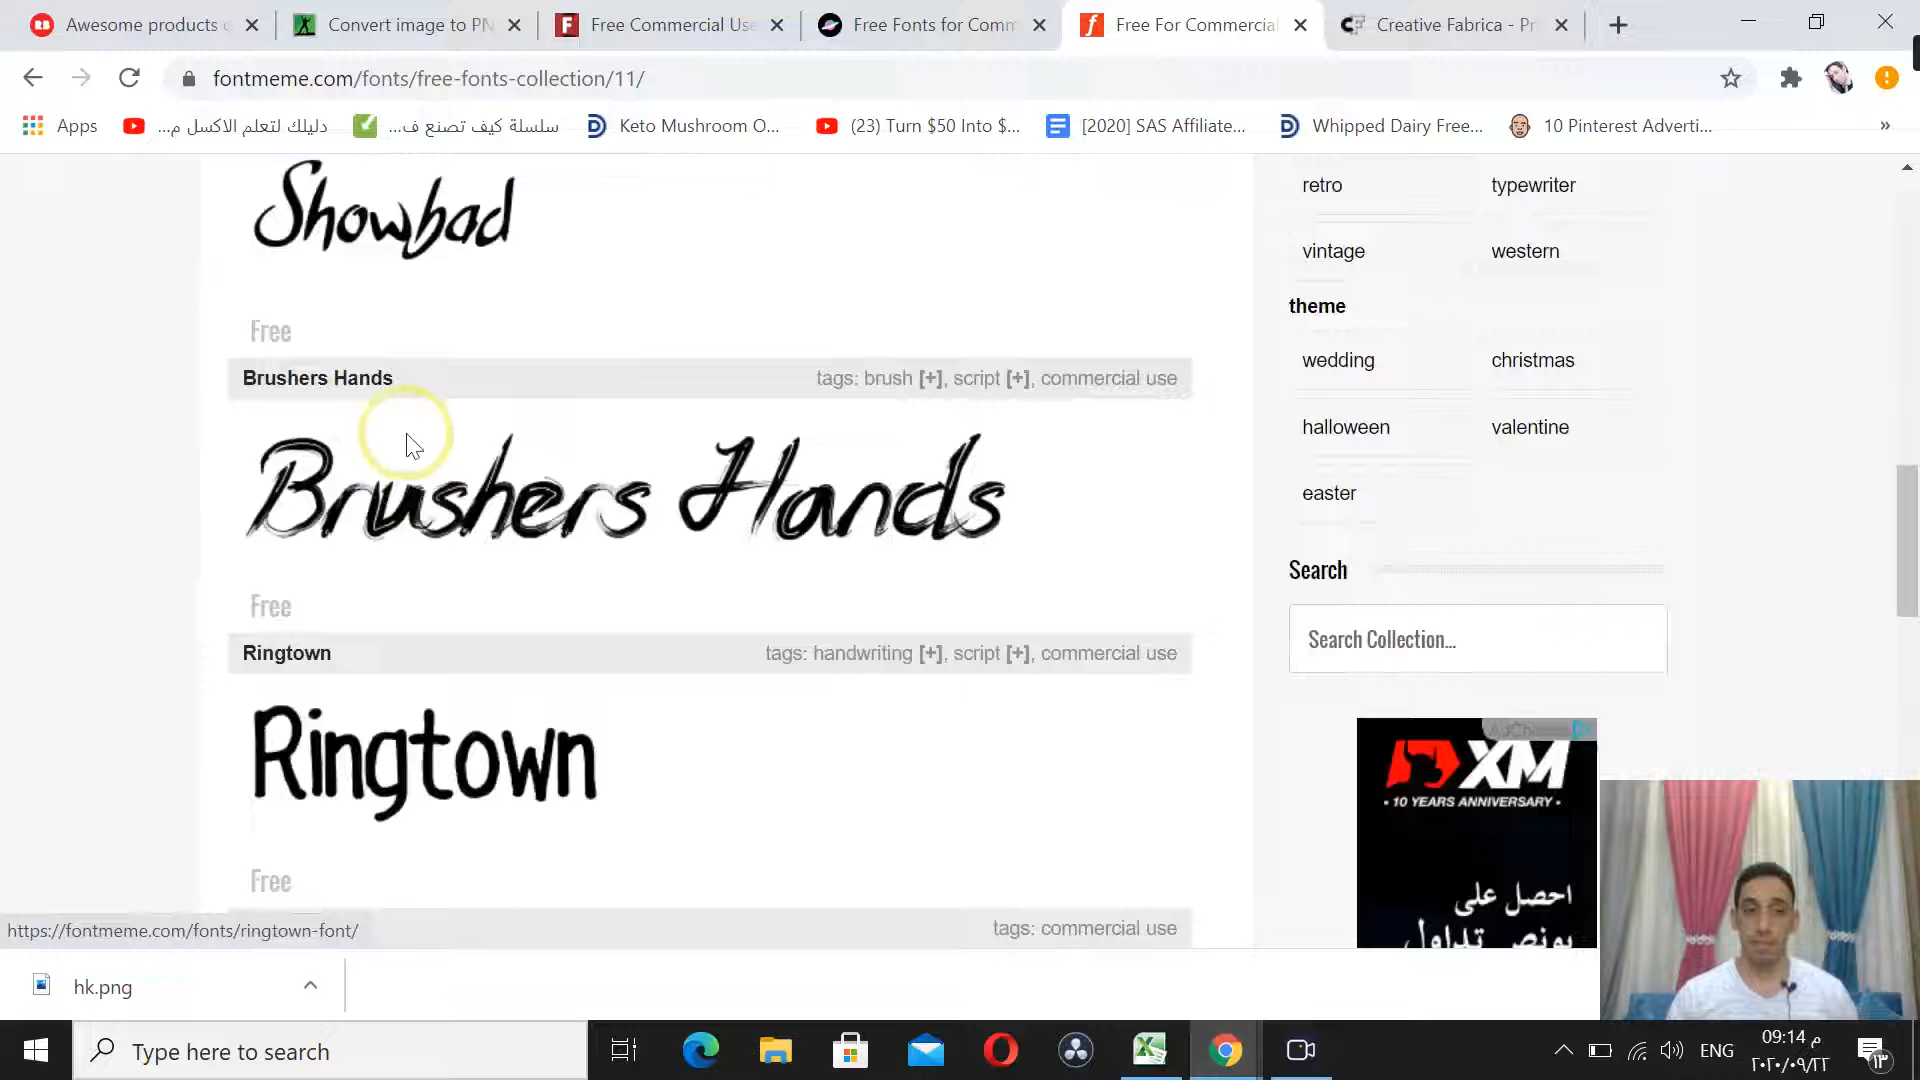 Awesome products
Convert image to PN
Free Commercial Use
Free Fonts for Comm
Free For Commercial
Creative Fabrica - Pr
fontmeme.com/fonts/free-fonts-collection/11/
Apps
دليلك لتعلم الاكسل م...
سلسلة كيف تصنع ف...
Keto Mushroom O...
(23) Turn $50 Into $...
[2020] SAS Affiliate...
Whipped Dairy Free...
10 Pinterest Adverti...
»
Showbad
Free
Brushers Hands
tags: brush [+], script [+], commercial use
Brushers Hands
Free
Ringtown
tags: handwriting [+], script [+], commercial use
Ringtown
Free
tags: commercial use
https://fontmeme.com/fonts/ringtown-font/
retro
typewriter
vintage
western
theme
wedding
christmas
halloween
valentine
easter
Search
Search Collection...
AdChoices
XM
• 10 YEARS ANNIVERSARY •
احصل على
بونص تداول
hk.png
Type here to search
ENG
09:14 م
٢٠٢٠/٠٩/٢٢
١٣